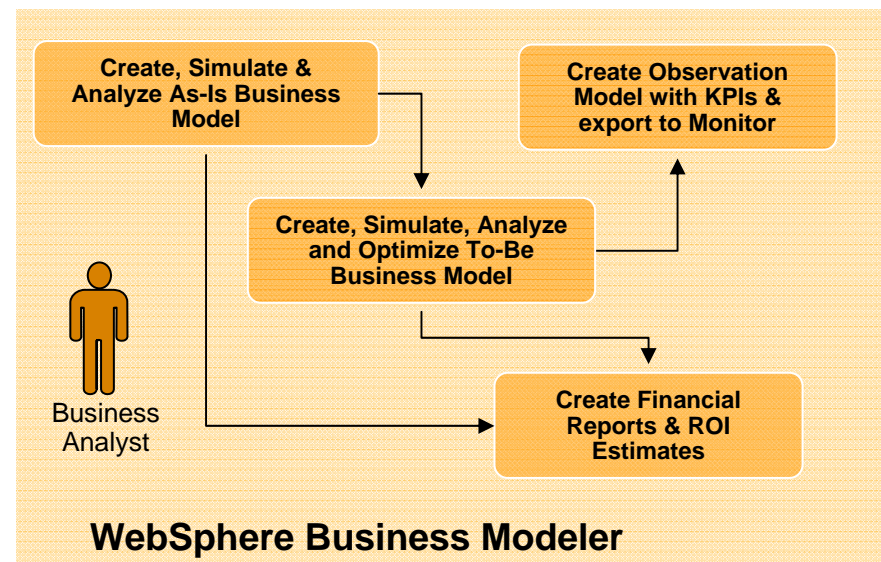 Create, Simulate &
Analyze As-Is Business
Model
Create Observation
Model with KPIs &
export to Monitor
Create, Simulate, Analyze
and Optimize To-Be
Business Model
Business
Analyst
Create Financial
Reports & ROI
Estimates
WebSphere Business Modeler